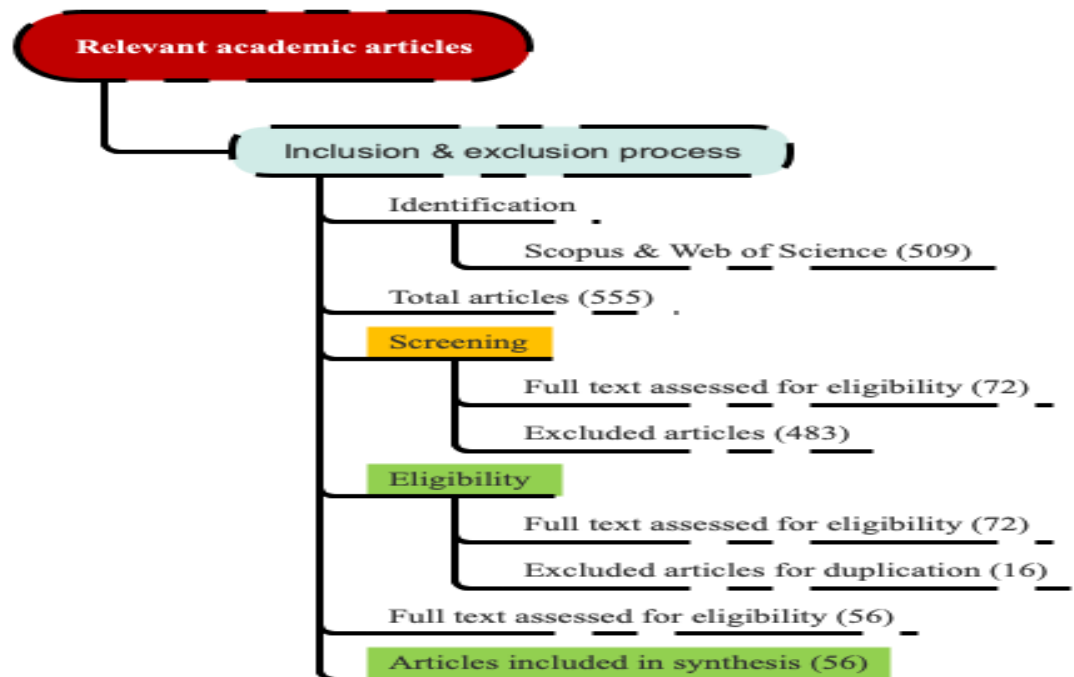 Relevant academic articles
Inclusion & exclusion process
Identification
Scopus & Web of Science (509)
Total articles (555)
Screening
Full text assessed for eligibility (72)
Excluded articles (483)
Eligibility
Full text assessed for eligibility (72)
Excluded articles for duplication (16)
Full text assessed for eligibility (56)
Articles included in synthesis (56)